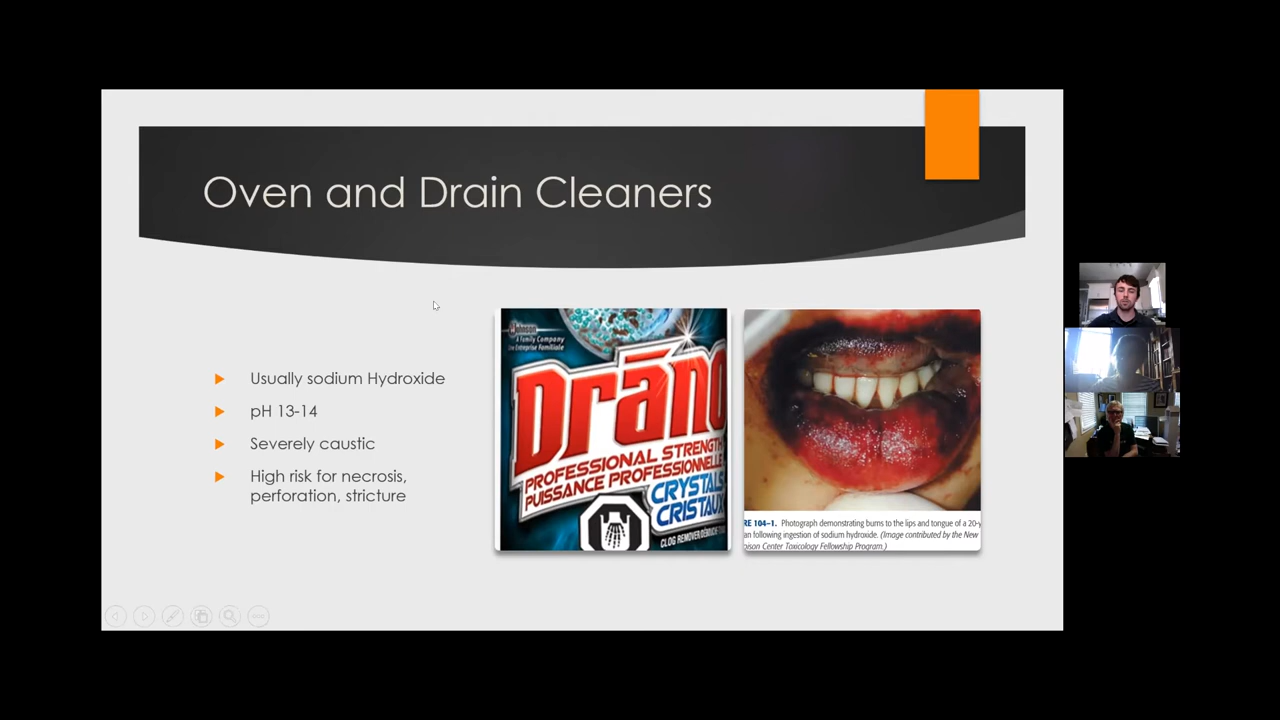 Oven and Drain Cleaners
Usually sodium Hydroxide
pH 13-14
Severely caustic
High risk for necrosis,
perforation, stricture
A Family Company
Entreprise Familiale
Drāno
PROFESSIONAL STRENGTH
PUISSANCE PROFESSIONNELLE
CRYSTALS
CRISTAUX
CLOG REMOVER
RE 104–1. Photograph demonstrating burns to the lips and tongue of a 20-y
an following ingestion of sodium hydroxide. (Image contributed by the New
oison Center Toxicology Fellowship Program.)